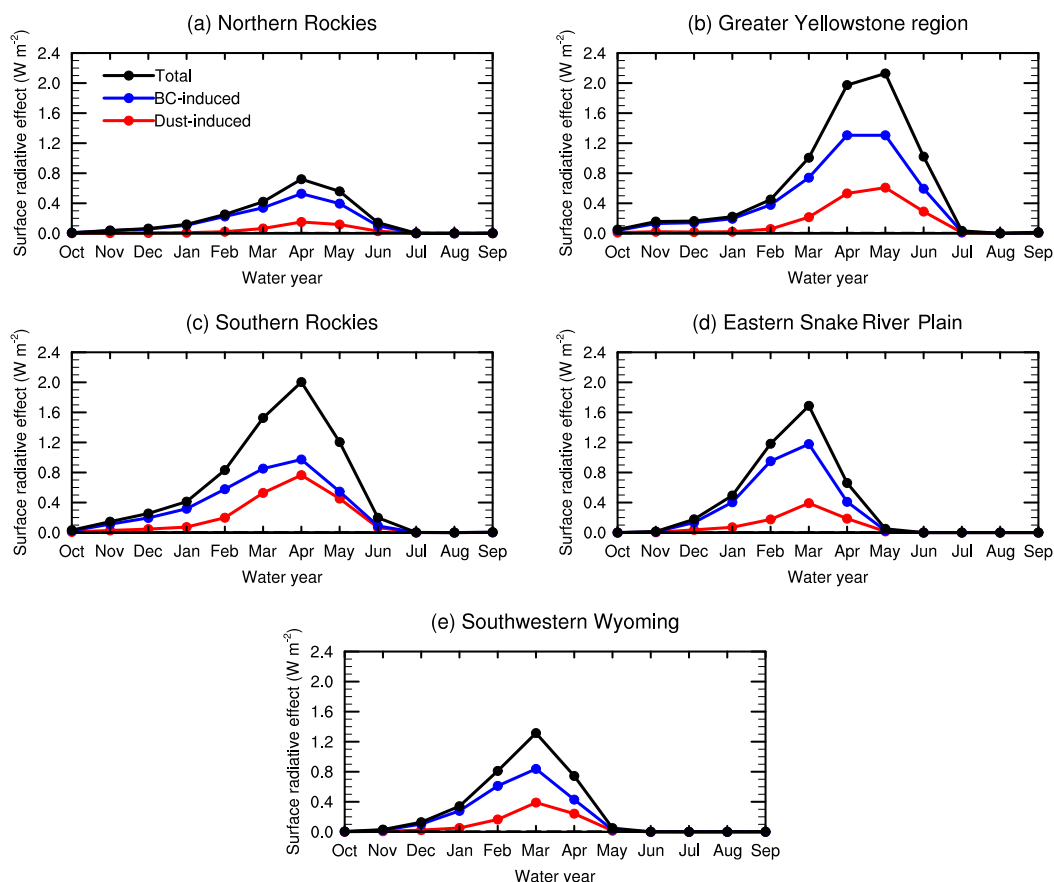 (a) Northern Rockies
Surface radiative effect (W m-2)
2.4
2.0
1.6
1.2
0.8
0.4
0.0
Total
BC-induced
Dust-induced
Oct Nov Dec Jan Feb Mar Apr May Jun Jul Aug Sep
Water year
(b) Greater Yellowstone region
Surface radiative effect (W m-2)
2.4
2.0
1.6
1.2
0.8
0.4
0.0
Oct Nov Dec Jan Feb Mar Apr May Jun Jul Aug Sep
Water year
(c) Southern Rockies
Surface radiative effect (W m-2)
2.4
2.0
1.6
1.2
0.8
0.4
0.0
Oct Nov Dec Jan Feb Mar Apr May Jun Jul Aug Sep
Water year
(d) Eastern Snake River Plain
Surface radiative effect (W m-2)
2.4
2.0
1.6
1.2
0.8
0.4
0.0
Oct Nov Dec Jan Feb Mar Apr May Jun Jul Aug Sep
Water year
(e) Southwestern Wyoming
Surface radiative effect (W m-2)
2.4
2.0
1.6
1.2
0.8
0.4
0.0
Oct Nov Dec Jan Feb Mar Apr May Jun Jul Aug Sep
Water year